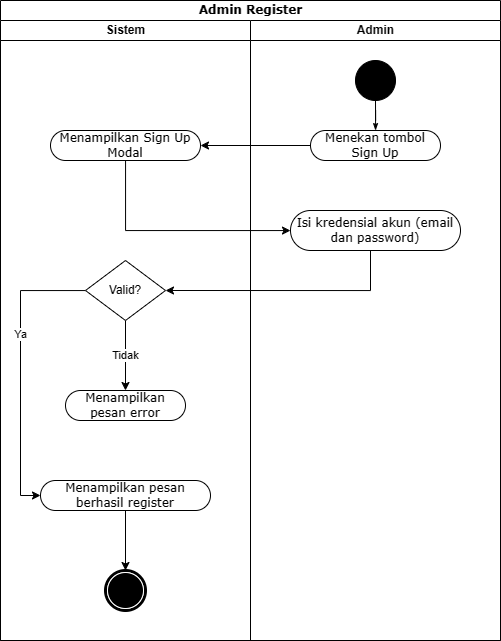 Admin Register
Sistem
Admin
Menekan tombol
Sign Up
Menampilkan Sign Up
Modal
Isi kredensial akun (email
dan password)
Valid?
Ya
Tidak
Menampilkan
pesan error
Menampilkan pesan
berhasil register